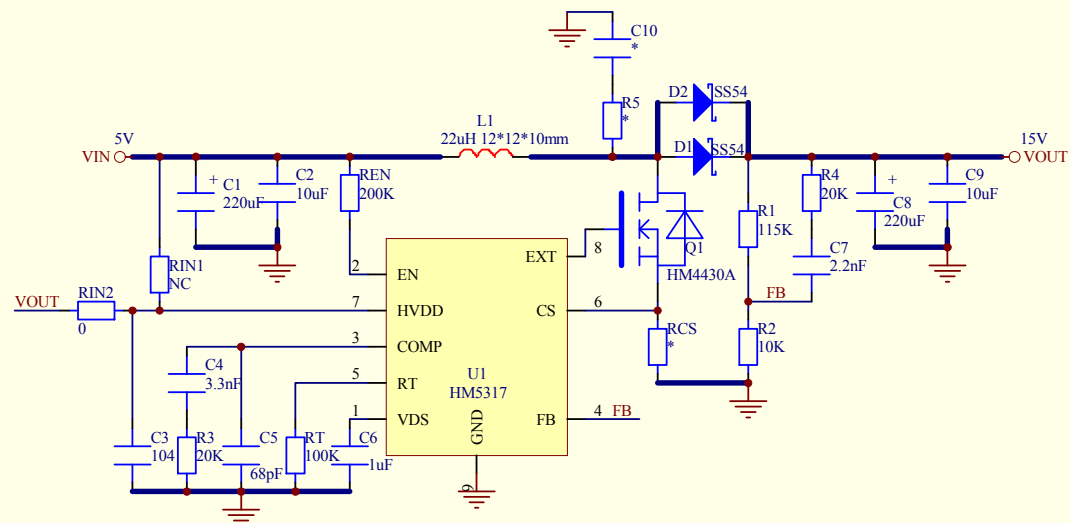 C10
*
D2
SS54
R5
*
L1
22uH 12*12*10mm
D1
SS54
5V
VIN
15V
VOUT
+
C1
220uF
C2
10uF
REN
200K
R4
20K
+
C8
220uF
C9
10uF
R1
115K
Q1
HM4430A
C7
2.2nF
FB
RIN1
NC
VOUT
RIN2
0
2
EN
EXT
8
7
HVDD
CS
6
3
COMP
RCS
*
R2
10K
C4
3.3nF
5
RT
U1
HM5317
1
VDS
GND
FB
4
FB
C3
104
R3
20K
C5
68pF
RT
100K
C6
1uF
9